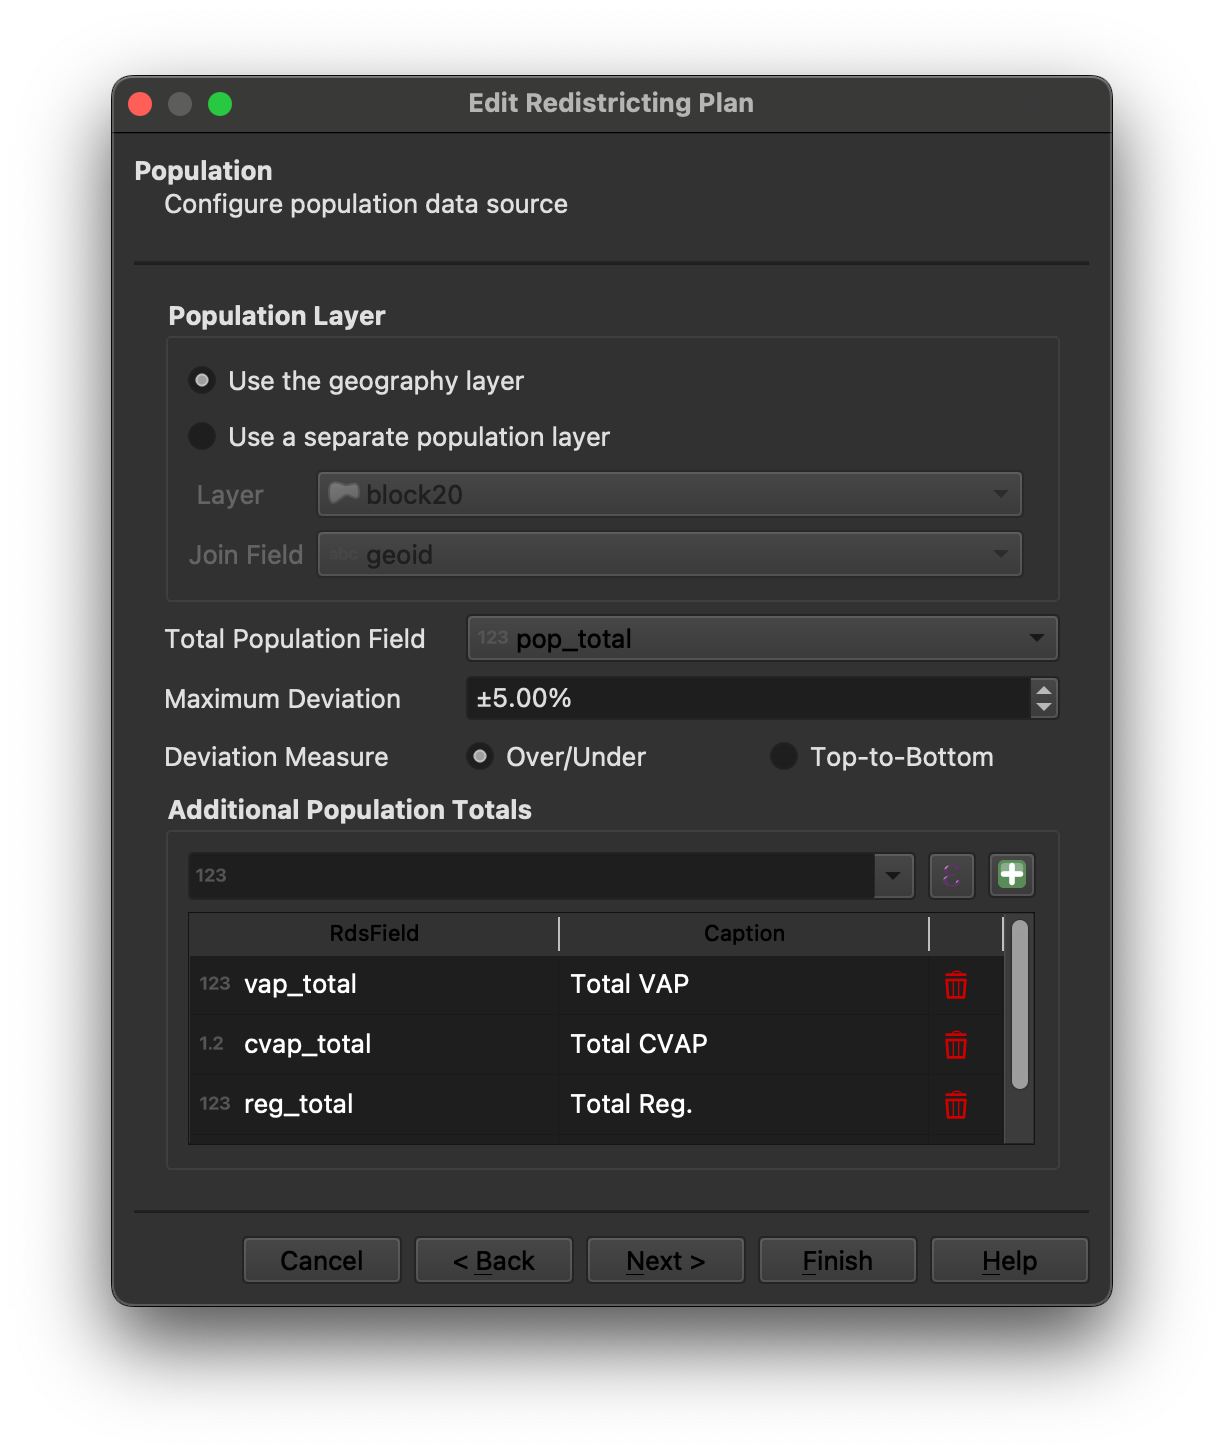 Edit Redistricting Plan
Population
Configure population data source
Population Layer
Use the geography layer
Use a separate population layer
Layer block20
Join Field abc geoid
Total Population Field 123 pop_total
Maximum Deviation ±5.00%
Deviation Measure Over/Under Top-to-Bottom
Additional Population Totals
123
RdsField Caption
123 vap_total Total VAP
1.2 cvap_total Total CVAP
123 reg_total Total Reg.
Cancel < Back Next > Finish Help